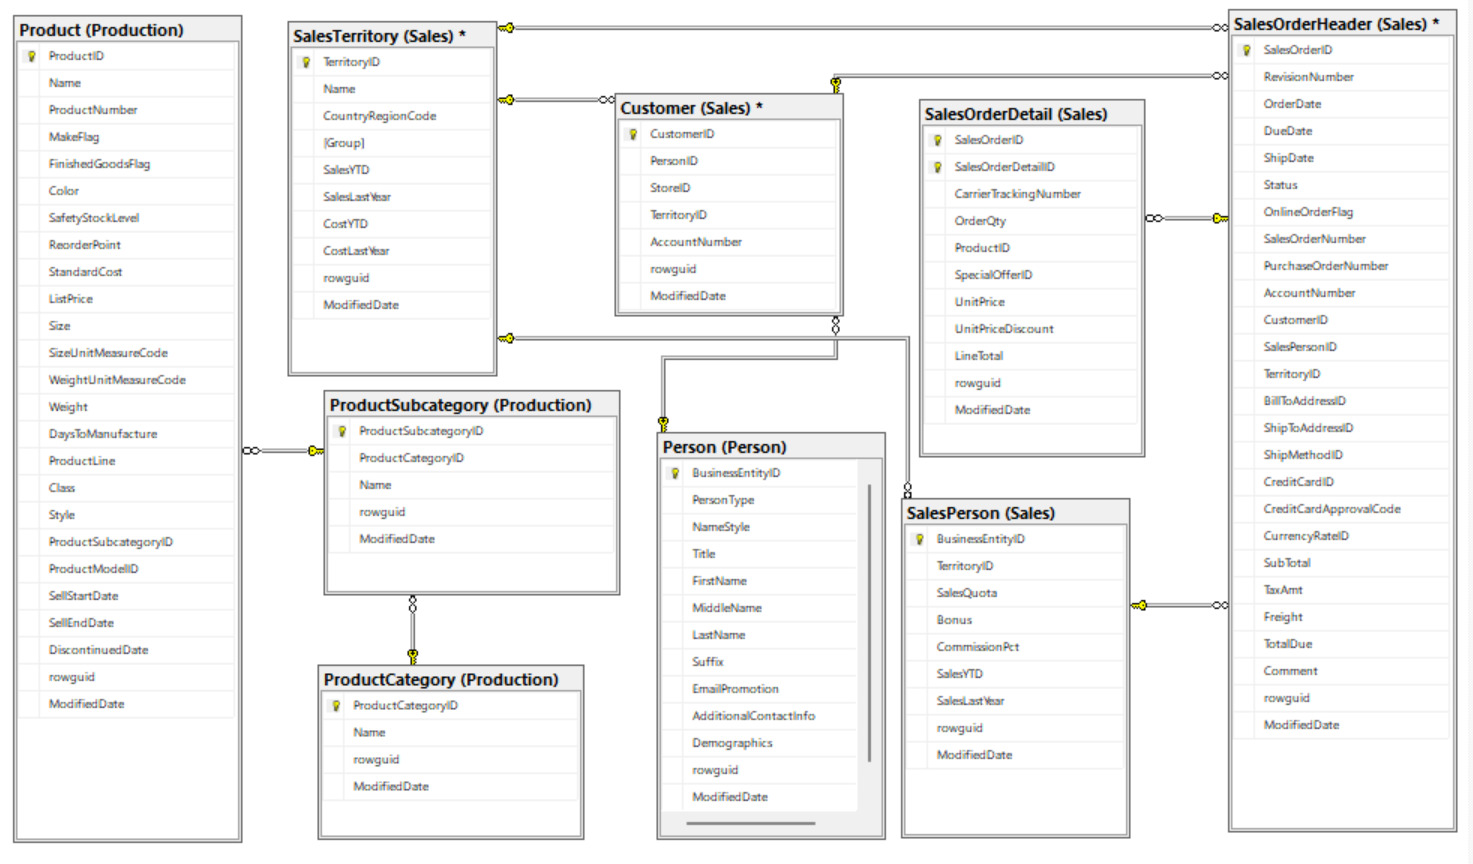 Product (Production)
ProductID
Name
ProductNumber
MakeFlag
FinishedGoodsFlag
Color
SafetyStockLevel
ReorderPoint
StandardCost
ListPrice
Size
SizeUnitMeasureCode
WeightUnitMeasureCode
Weight
DaysToManufacture
ProductLine
Class
Style
ProductSubcategoryID
ProductModelID
SellStartDate
SellEndDate
DiscontinuedDate
rowguid
ModifiedDate
SalesTerritory (Sales) *
TerritoryID
Name
CountryRegionCode
[Group]
SalesYTD
SalesLastYear
CostYTD
CostLastYear
rowguid
ModifiedDate
ProductSubcategory (Production)
ProductSubcategoryID
ProductCategoryID
Name
rowguid
ModifiedDate
ProductCategory (Production)
ProductCategoryID
Name
rowguid
ModifiedDate
Customer (Sales) *
CustomerID
PersonID
StoreID
TerritoryID
AccountNumber
rowguid
ModifiedDate
Person (Person)
BusinessEntityID
PersonType
NameStyle
Title
FirstName
MiddleName
LastName
Suffix
EmailPromotion
AdditionalContactInfo
Demographics
rowguid
ModifiedDate
SalesOrderDetail (Sales)
SalesOrderID
SalesOrderDetailID
CarrierTrackingNumber
OrderQty
ProductID
SpecialOfferID
UnitPrice
UnitPriceDiscount
LineTotal
rowguid
ModifiedDate
SalesPerson (Sales)
BusinessEntityID
TerritoryID
SalesQuota
Bonus
CommissionPct
SalesYTD
SalesLastYear
rowguid
ModifiedDate
SalesOrderHeader (Sales) *
SalesOrderID
RevisionNumber
OrderDate
DueDate
ShipDate
Status
OnlineOrderFlag
SalesOrderNumber
PurchaseOrderNumber
AccountNumber
CustomerID
SalesPersonID
TerritoryID
BillToAddressID
ShipToAddressID
ShipMethodID
CreditCardID
CreditCardApprovalCode
CurrencyRateID
SubTotal
TaxAmt
Freight
TotalDue
Comment
rowguid
ModifiedDate